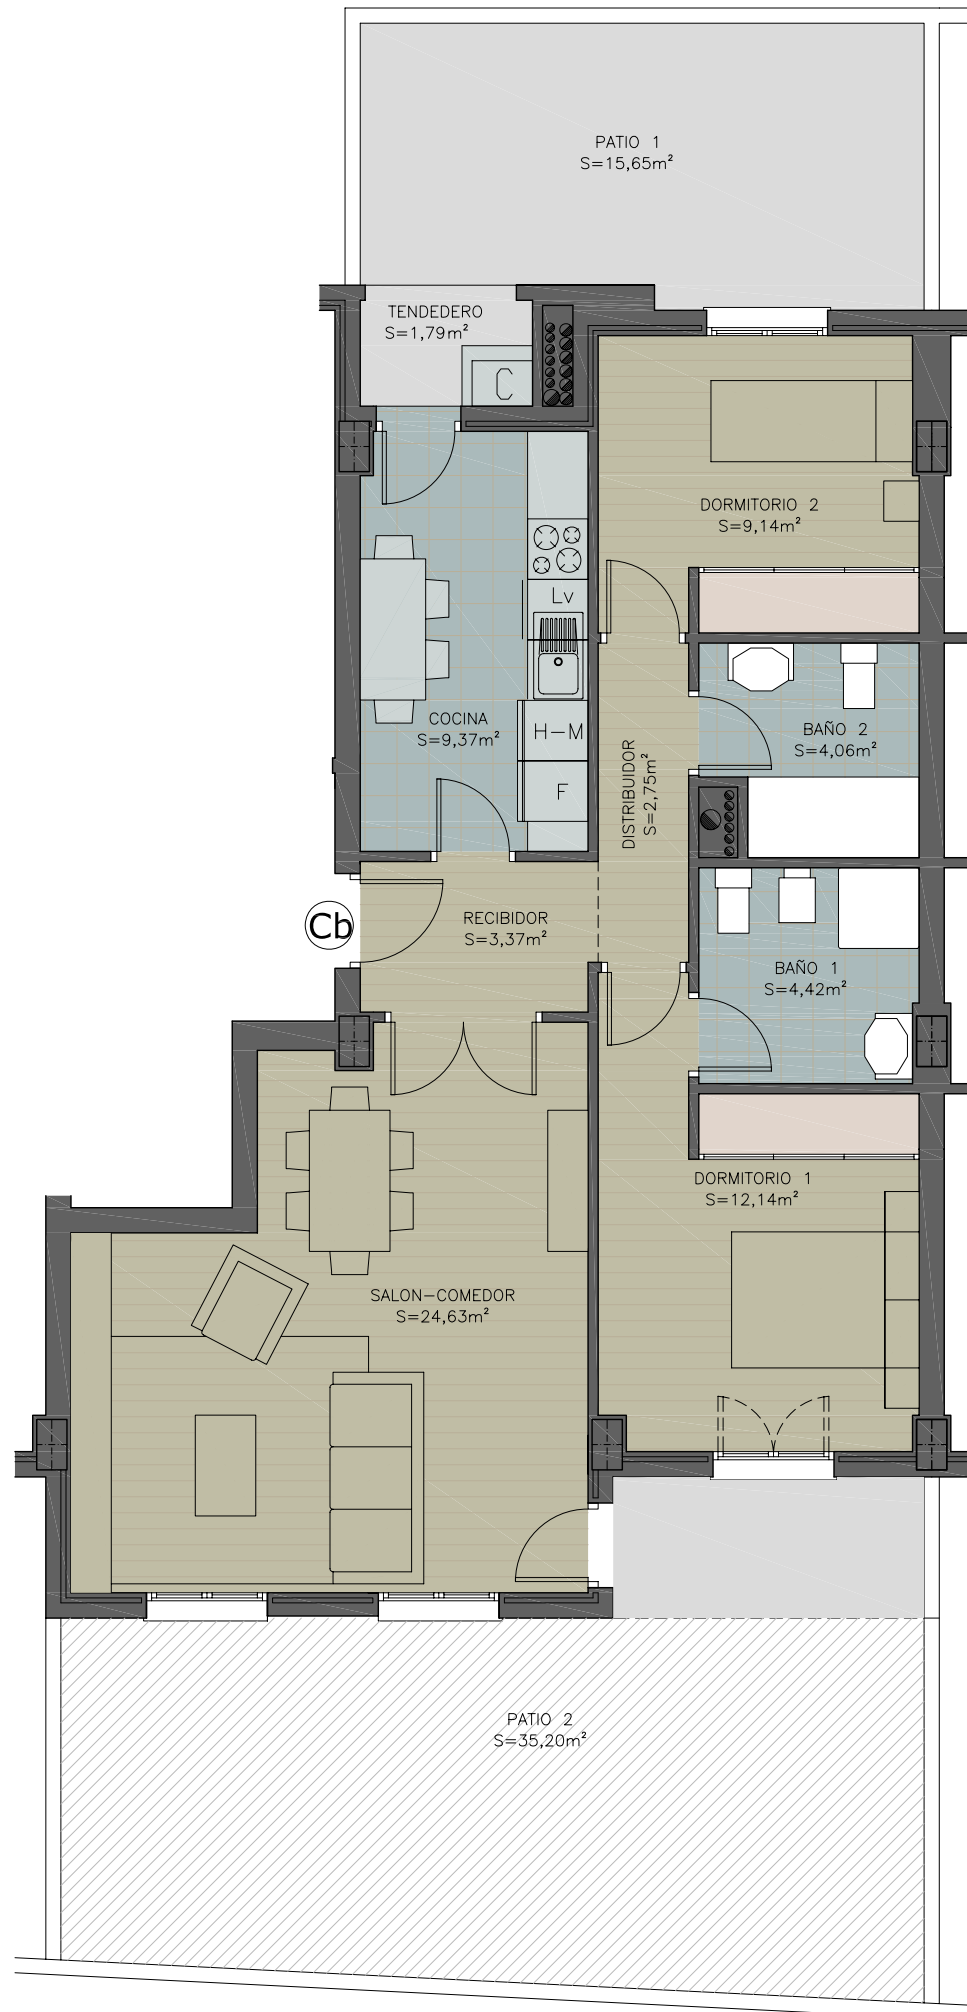 PATIO 1
S=15,65m²
TENDEDERO
S=1,79m²
C
DORMITORIO 2
S=9,14m²
Lv
COCINA
S=9,37m²
H-M
F
BAÑO 2
S=4,06m²
DISTRIBUIDOR
S=2,75m²
Cb
RECIBIDOR
S=3,37m²
BAÑO 1
S=4,42m²
DORMITORIO 1
S=12,14m²
SALON-COMEDOR
S=24,63m²
PATIO 2
S=35,20m²